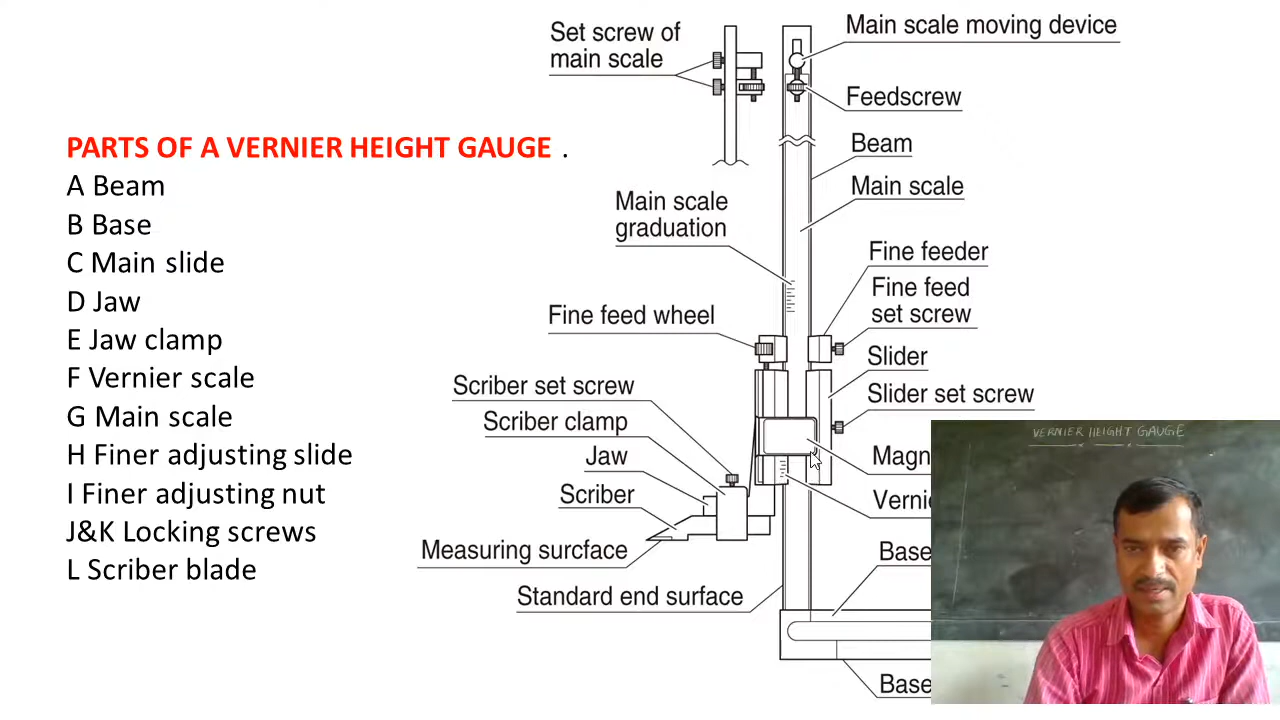 PARTS OF A VERNIER HEIGHT GAUGE .
A Beam
B Base
C Main slide
D Jaw
E Jaw clamp
F Vernier scale
G Main scale
H Finer adjusting slide
I Finer adjusting nut
J&K Locking screws
L Scriber blade
Set screw of
main scale
Main scale moving device
Feedscrew
Beam
Main scale
Main scale
graduation
Fine feeder
Fine feed
set screw
Fine feed wheel
Slider
Slider set screw
Scriber set screw
Scriber clamp
Jaw
Scriber
Measuring surcface
Standard end surface
Magn
Vernie
Base
Base
VERNIER HEIGHT GAUGE